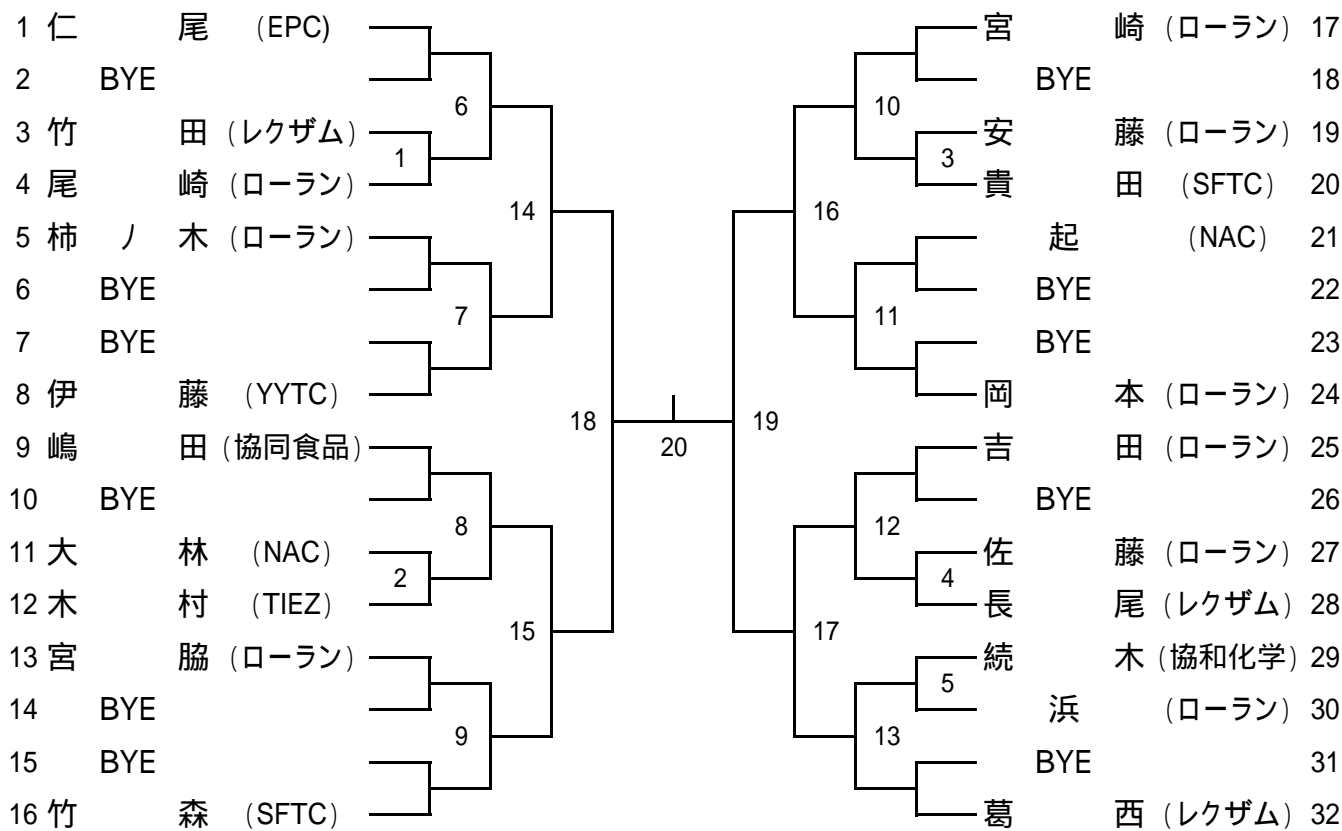 1 仁 尾 (EPC)
2 BYE
3 竹 田 (レクザム)
4 尾 崎 (ローラン)
5 柿 ノ 木 (ローラン)
6 BYE
7 BYE
8 伊 藤 (YYTC)
9 嶋 田 (協同食品)
10 BYE
11 大 林 (NAC)
12 木 村 (TIEZ)
13 宮 脇 (ローラン)
14 BYE
15 BYE
16 竹 森 (SFTC)
1
2
6
7
8
9
14
15
18
20
19
16
17
10
11
12
13
3
4
5
宮 崎 (ローラン) 17
BYE 18
安 藤 (ローラン) 19
貴 田 (SFTC) 20
起 (NAC) 21
BYE 22
BYE 23
岡 本 (ローラン) 24
吉 田 (ローラン) 25
BYE 26
佐 藤 (ローラン) 27
長 尾 (レクザム) 28
続 木 (協和化学) 29
浜 (ローラン) 30
BYE 31
葛 西 (レクザム) 32